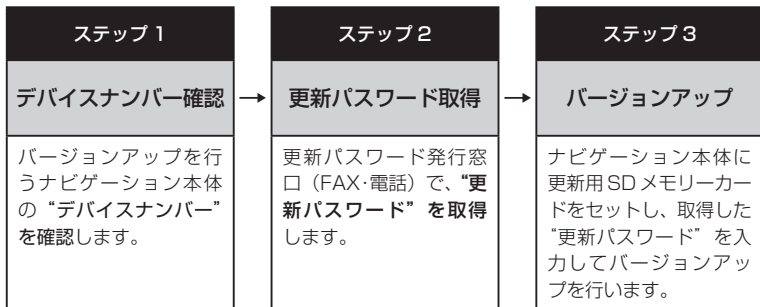 ステップ 1
デバイスナンバー確認
バージョンアップを行
うナビゲーション本体
の“デバイスナンバー”
を確認します。
→
ステップ 2
更新パスワード取得
更新パスワード発行窓
口（FAX・電話）で、“更
新パスワード” を取得
します。
→
ステップ 3
バージョンアップ
ナビゲーション本体に
更新用 SD メモリーカー
ドをセットし、取得した
“更新パスワード” を入
力してバージョンアッ
プを行います。